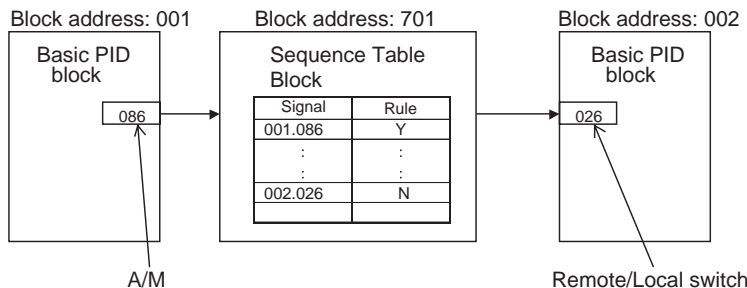 Block address: 001
Block address: 701
Block address: 002
Basic PID
block
086
Sequence Table
Block
Signal Rule
001.086 Y
: :
: :
002.026 N
Basic PID
block
026
A/M
Remote/Local switch